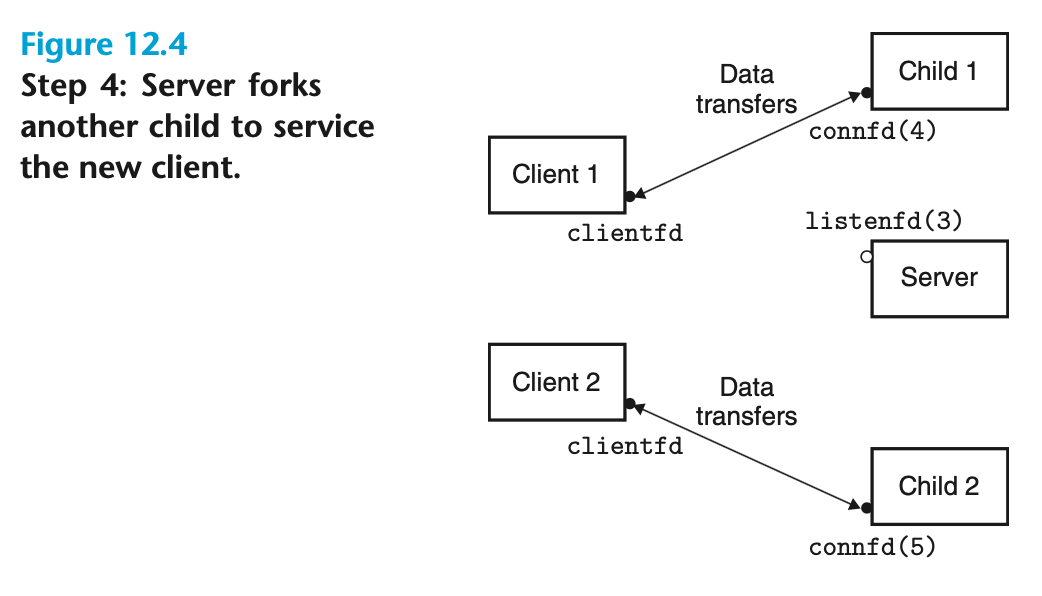 Figure 12.4
Step 4: Server forks
another child to service
the new client.
Data
transfers
Child 1
connfd(4)
Client 1
clientfd
listenfd(3)
Server
Client 2
clientfd
Data
transfers
Child 2
connfd(5)